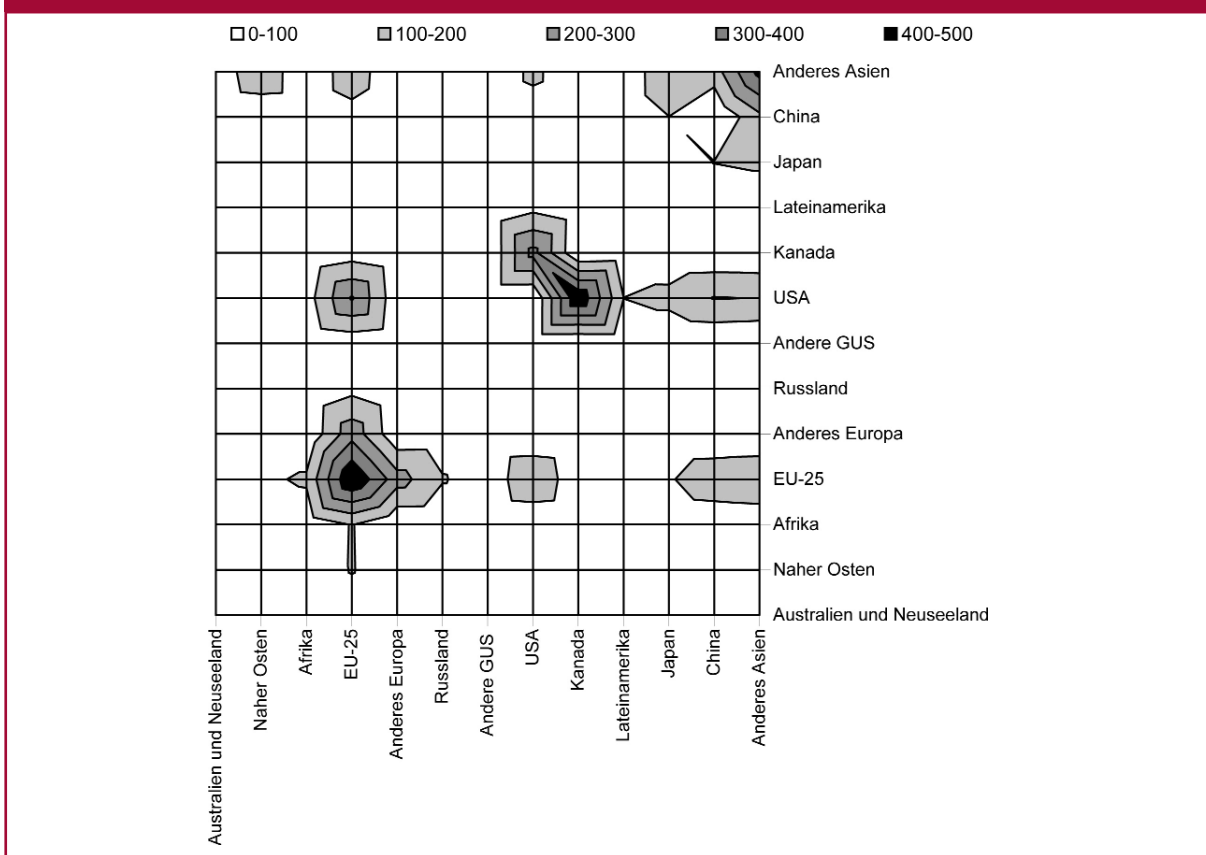 0-100 100-200 200-300 300-400 400-500
Anderes Asien
China
Japan
Lateinamerika
Kanada
USA
Andere GUS
Russland
Anderes Europa
EU-25
Afrika
Naher Osten
Australien und Neuseeland
Australien und Neuseeland
Naher Osten
Afrika
EU-25
Anderes Europa
Russland
Andere GUS
USA
Kanada
Lateinamerika
Japan
China
Anderes Asien